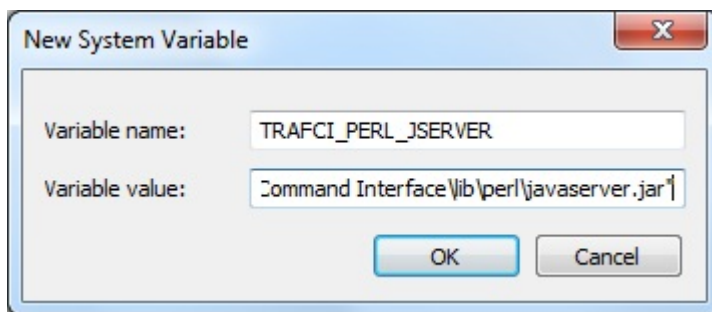 New System Variable
Variable name: TRAFCI_PERL_JSERVER
Variable value: Command Interface\lib\perl\javaserver.jar"
OK Cancel